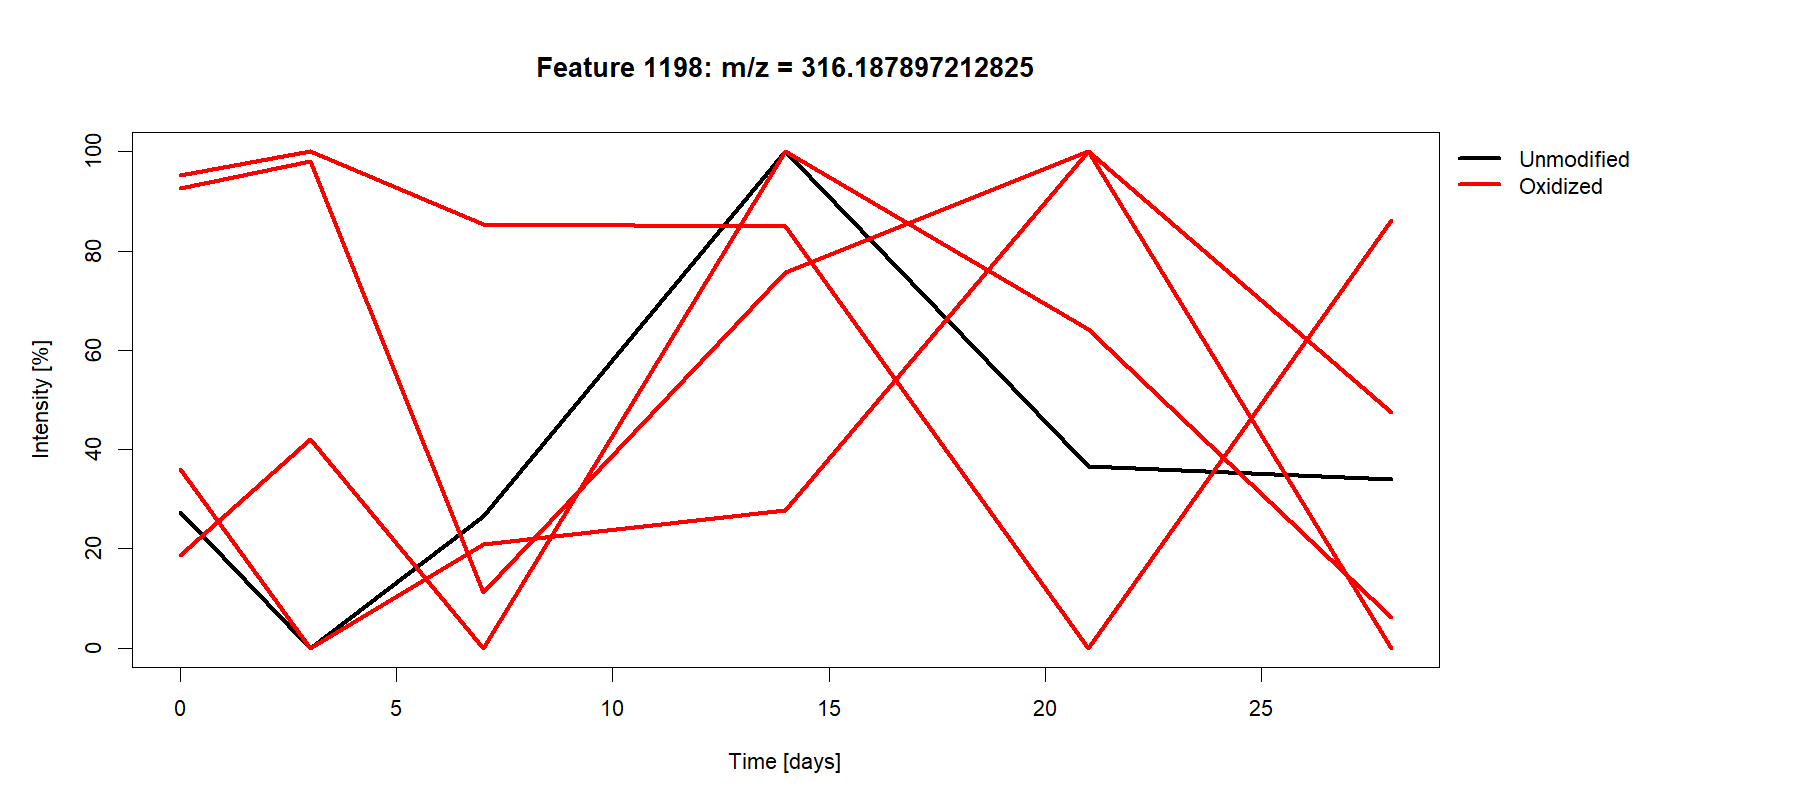 Feature 1198: m/z = 316.187897212825
Unmodified
Oxidized
Intensity [%]
100
80
60
40
20
0
0 5 10 15 20 25
Time [days]